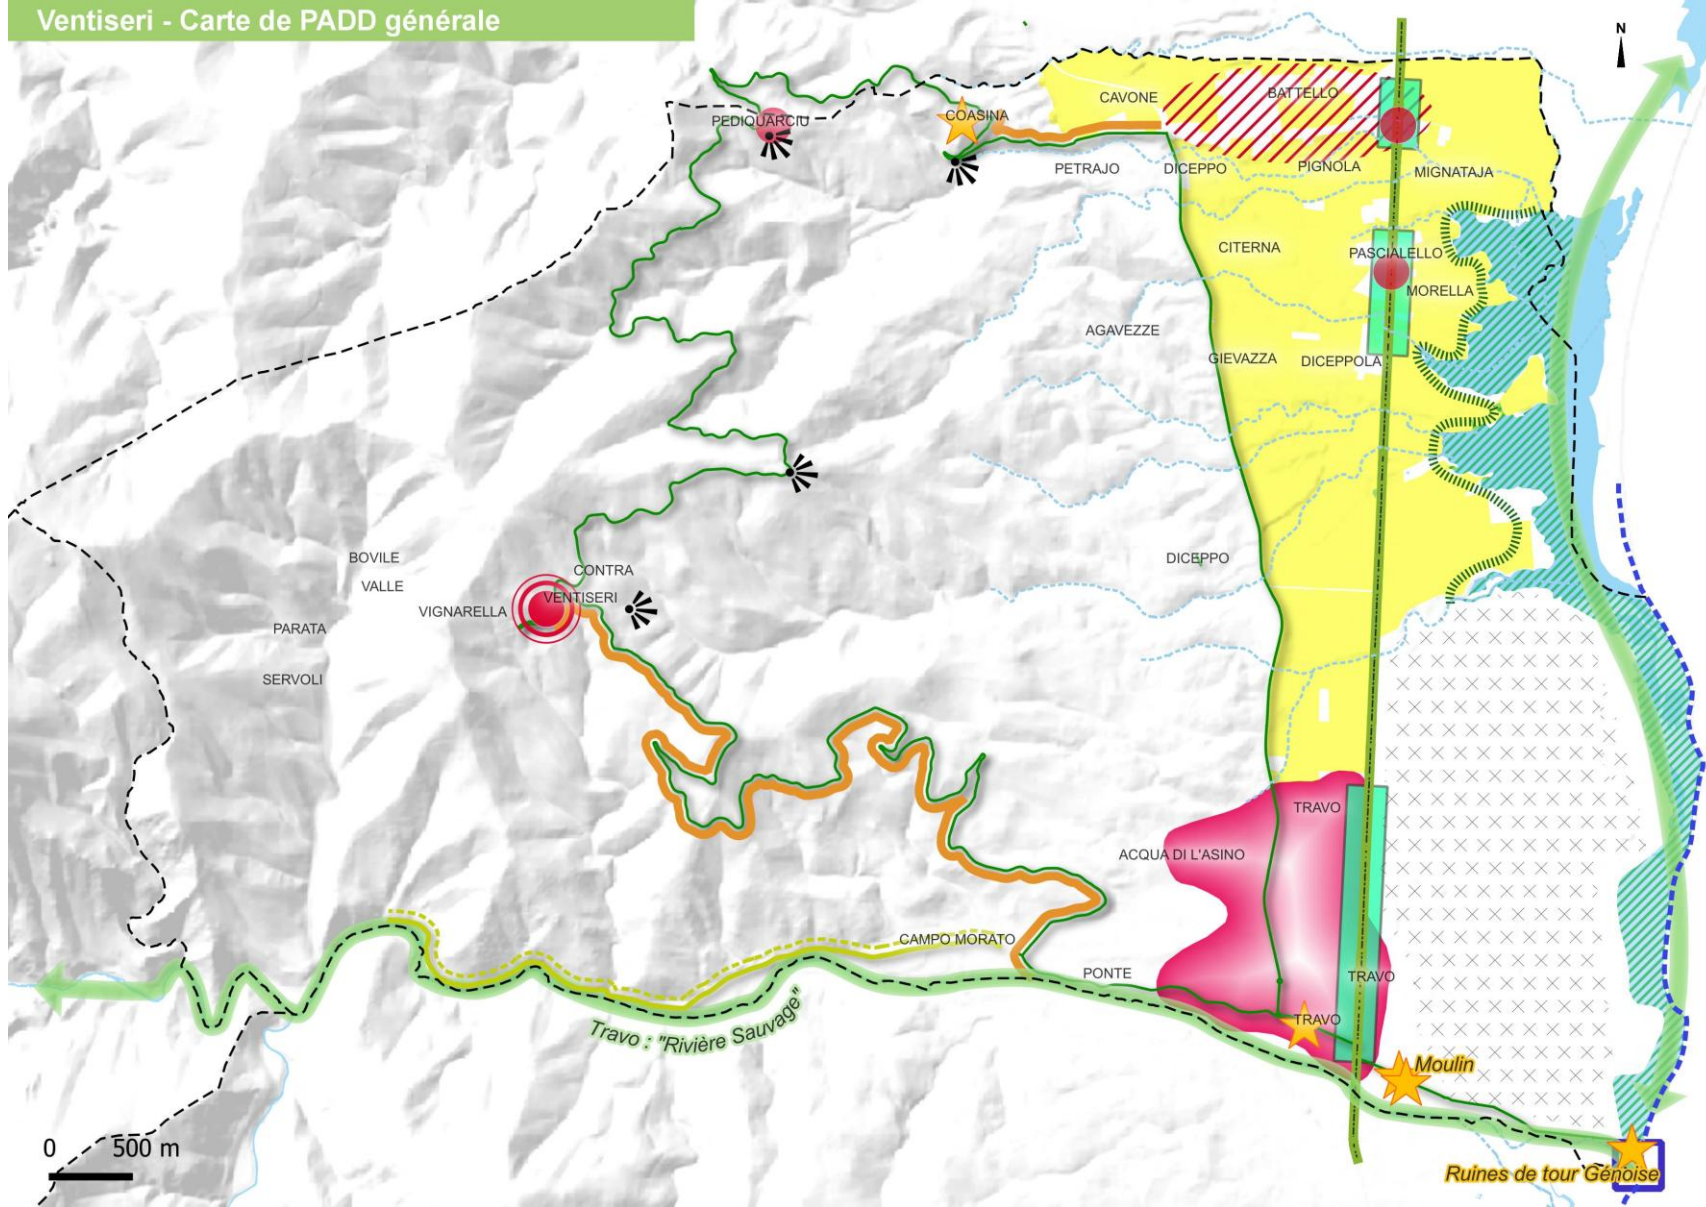 Ventiseri - Carte de PADD générale
N
CAVONE
BATTELLO
PEDIQUARCIU
COASINA
PETRAJO
DICEPPO
PIGNOLA
MIGNATAJA
CITERNA
PASCIALELLO
MORELLA
AGAVEZZE
GIEVAZZA
DICEPPOLA
BOVILE
CONTRA
DICEPPO
VALLE
VENTISERI
VIGNARELLA
PARATA
SERVOLI
TRAVO
ACQUA DI L'ASINO
CAMPO MORATO
PONTE
TRAVO
Travo : "Rivière Sauvage"
TRAVO
Moulin
0 500 m
Ruines de tour Génoise